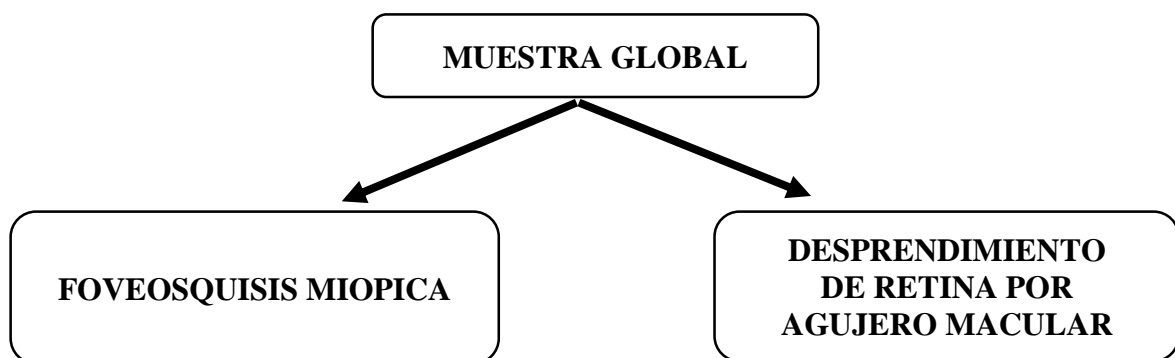 MUESTRA GLOBAL
FOVEOSQUISIS MIOPICA
DESPRENDIMIENTO
DE RETINA POR
AGUJERO MACULAR